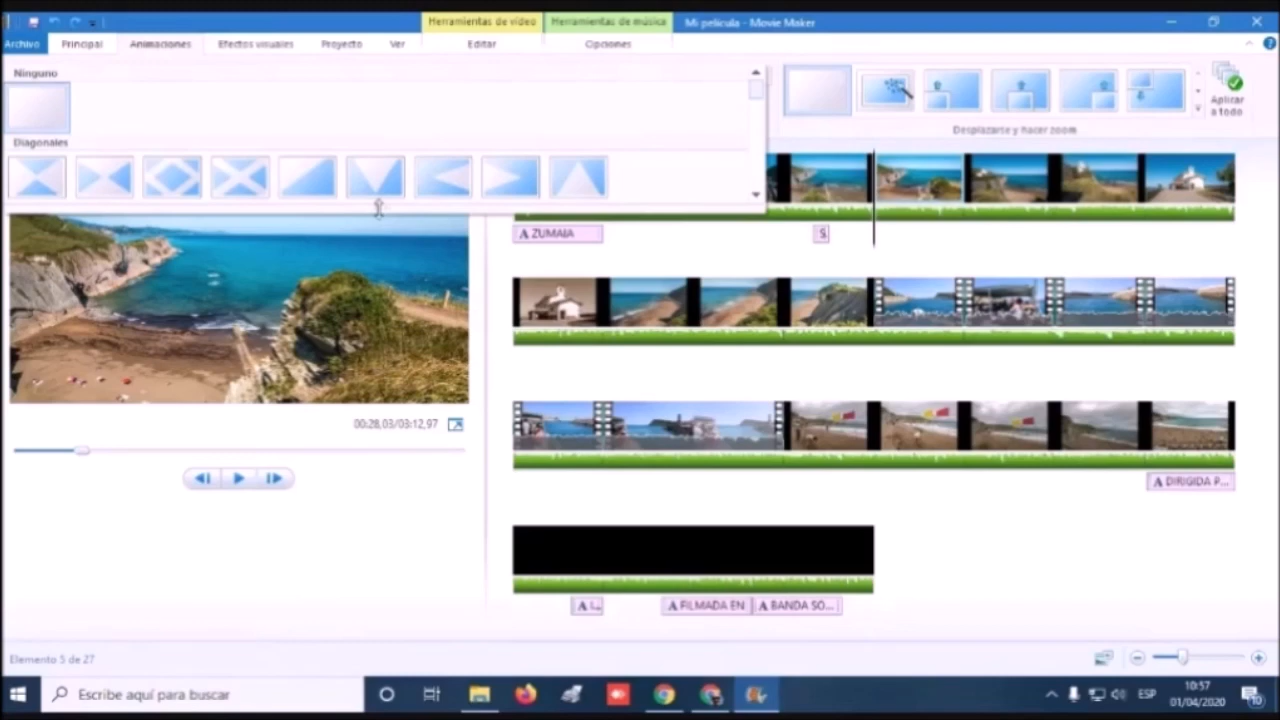 Herramientas de vídeo
Herramientas de música
Mi película - Movie Maker
Archivo
Principal
Animaciones
Efectos visuales
Proyecto
Ver
Editar
Opciones
Ninguno
Diagonales
Aplicar
a todo
Desplazarse y hacer zoom
A ZUMAIA
S
00:28,03/03:12,97
A DIRIGIDA P...
A FILMADA EN
A BANDA SO...
Elemento 5 de 27
Escribe aquí para buscar
ESP
10:57
01/04/2020
10